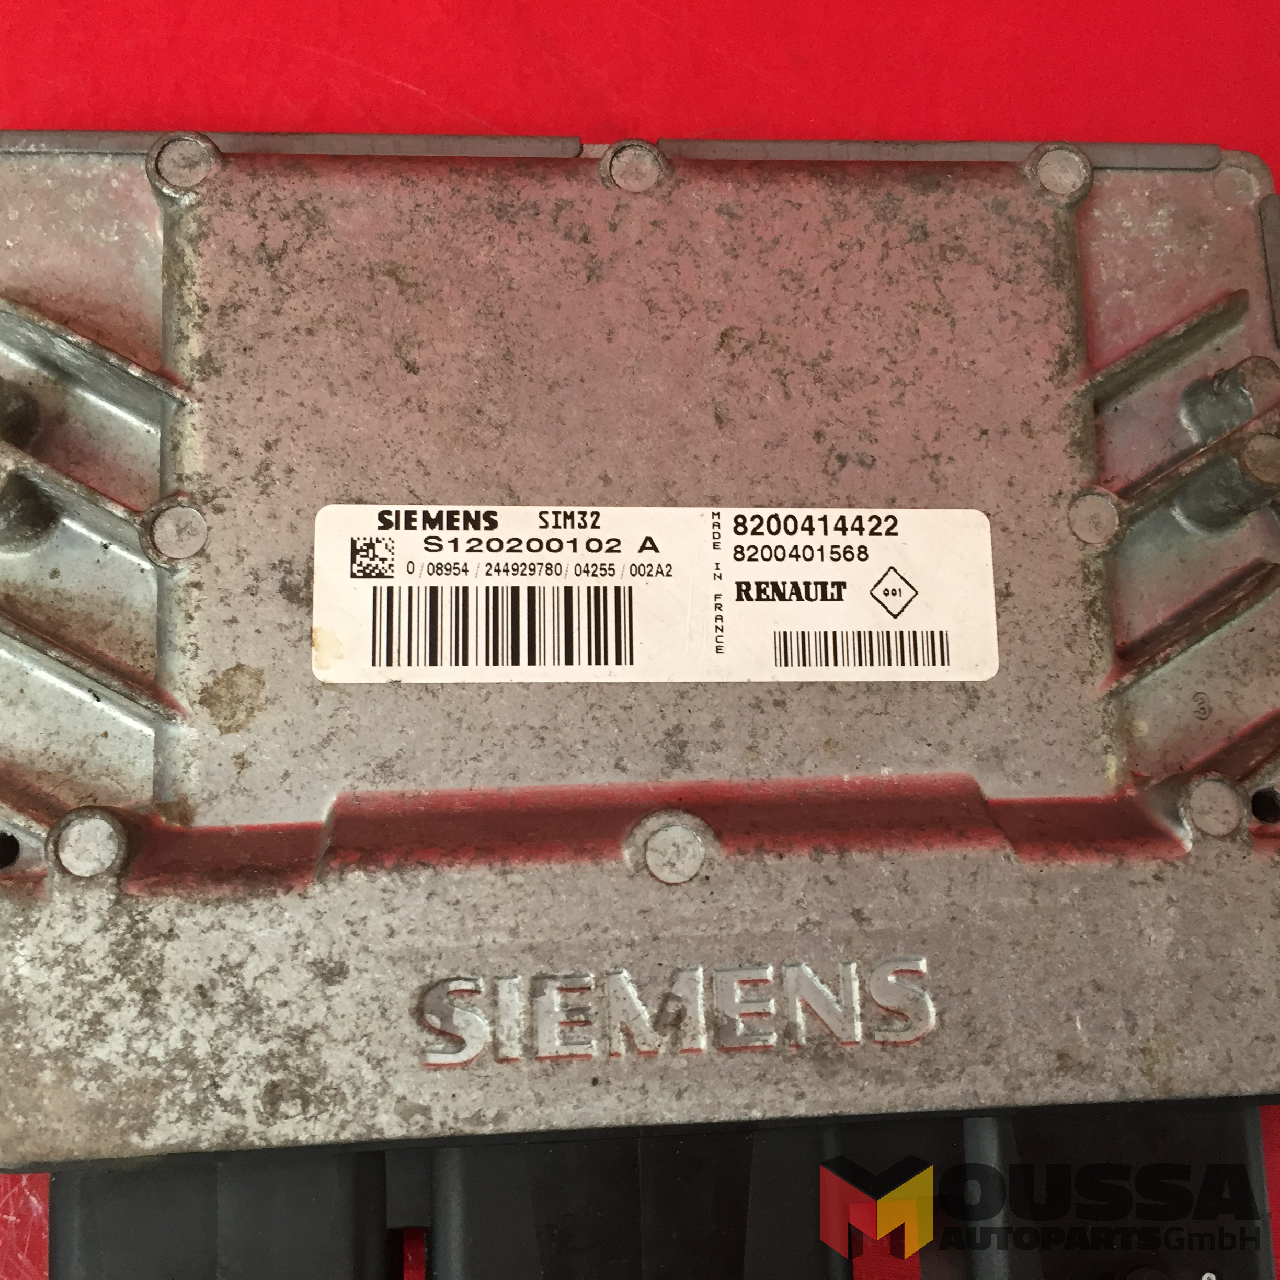 SIEMENS SIM32
S120200102 A
0 / 08954 / 244929780 / 04255 / 002A2
MADE IN FRANCE
8200414422
8200401568
RENAULT 001
3
SIEMENS
MOUSSA
AUTOPARTS GmbH